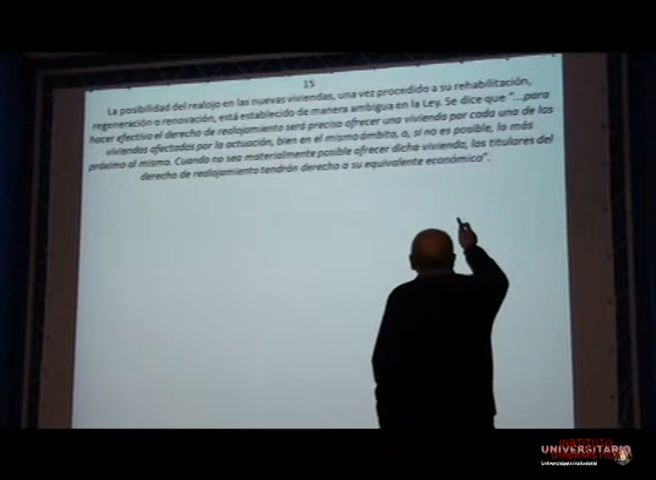 15
La posibilidad del realojo en las nuevas viviendas, una vez procedido a su rehabilitación,
regeneración o renovación, está establecido de manera ambigua en la Ley. Se dice que "...para
hacer efectivo el derecho de realojamiento será preciso ofrecer una vivienda por cada una de las
viviendas afectadas por la actuación, bien en el mismo ámbito, o, si no es posible, lo más
próximo al mismo. Cuando no sea materialmente posible ofrecer dicha vivienda, los titulares del
derecho de realojamiento tendrán derecho a su equivalente económico".
INSTITUTO
UNIVERSITARIO
URBANÍSTICA
Universidad de Valladolid